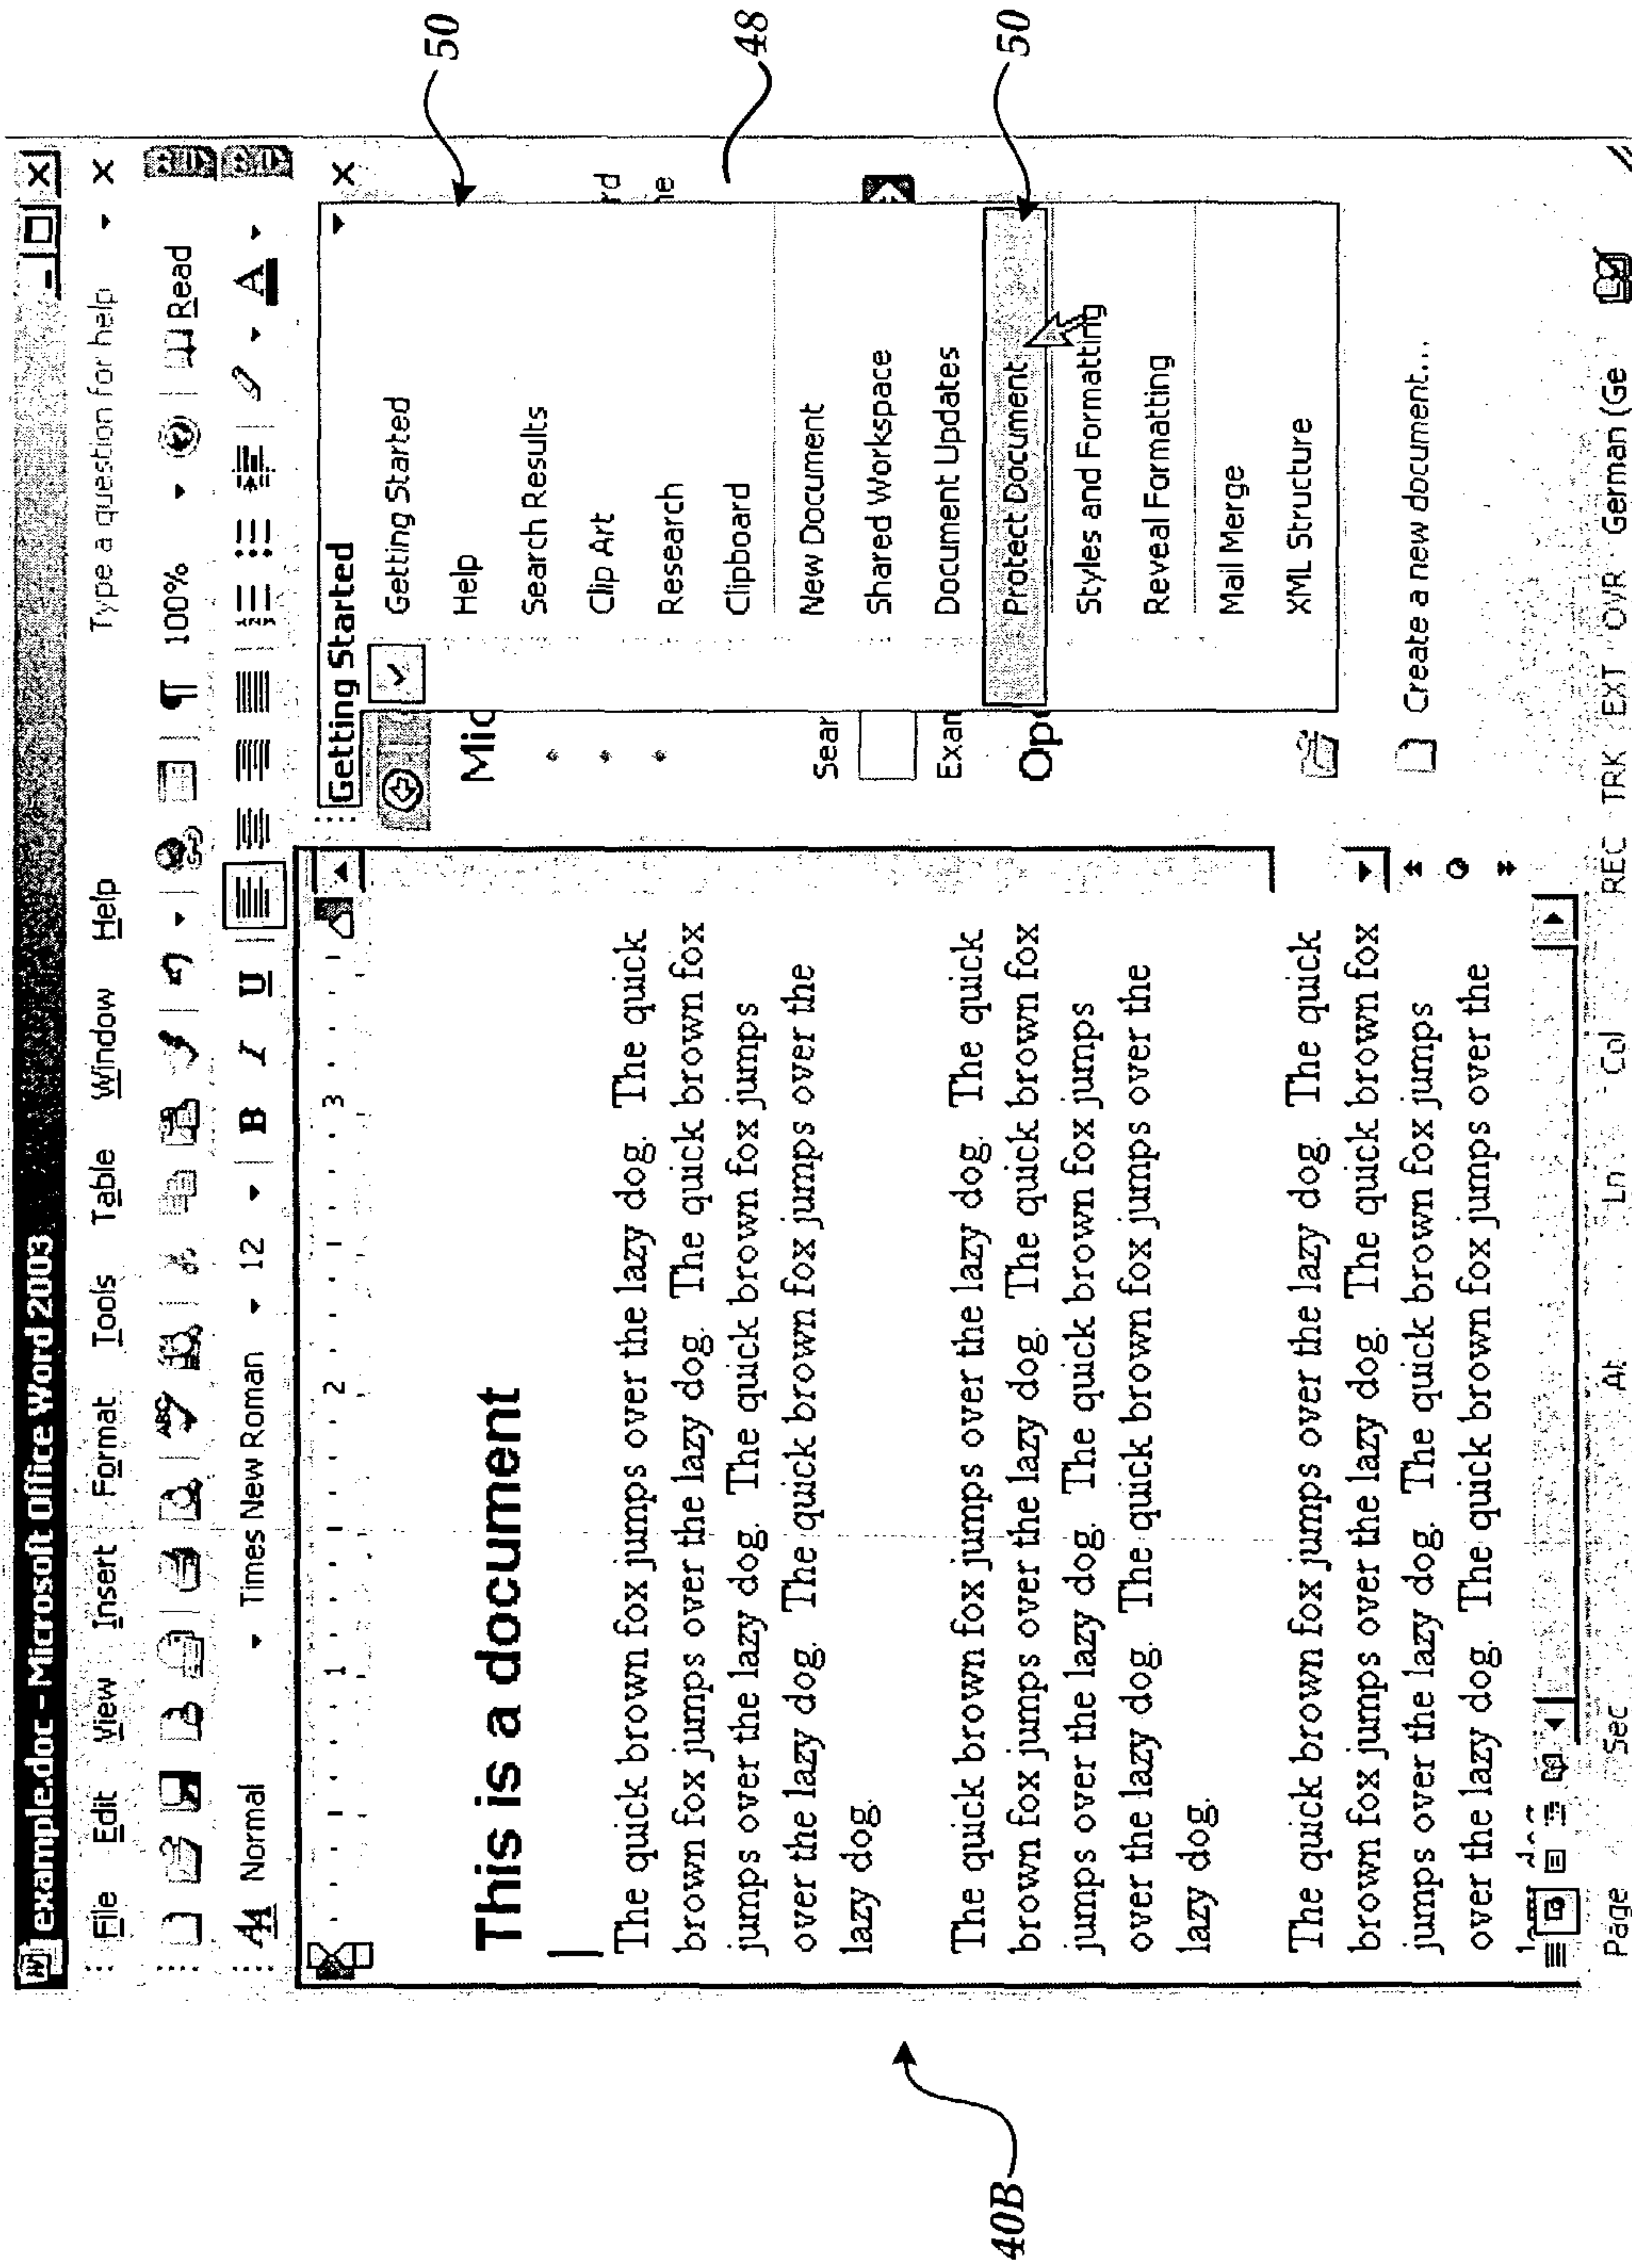 example.doc - Microsoft Office Word 2003
File Edit View Insert Format Tools Table Window Help Type a question for help
ABC 100% Read
Normal Times New Roman 12 B I U A
1 2 3
Getting Started
Getting Started
Help
Search Results
Clip Art
Research
Clipboard
New Document
Shared Workspace
Document Updates
Protect Document
Styles and Formatting
Reveal Formatting
Mail Merge
XML Structure
Mic
rd
ne
Sear
Exam
Ope
Create a new document...
This is a document
The quick brown fox jumps over the lazy dog. The quick
brown fox jumps over the lazy dog. The quick brown fox
jumps over the lazy dog. The quick brown fox jumps
over the lazy dog. The quick brown fox jumps over the
lazy dog.
The quick brown fox jumps over the lazy dog. The quick
brown fox jumps over the lazy dog. The quick brown fox
jumps over the lazy dog. The quick brown fox jumps
over the lazy dog. The quick brown fox jumps over the
lazy dog.
The quick brown fox jumps over the lazy dog. The quick
brown fox jumps over the lazy dog. The quick brown fox
jumps over the lazy dog. The quick brown fox jumps
over the lazy dog. The quick brown fox jumps over the
Page Sec At Ln Col REC TRK EXT OVR German (Ge
50
48
50
40B